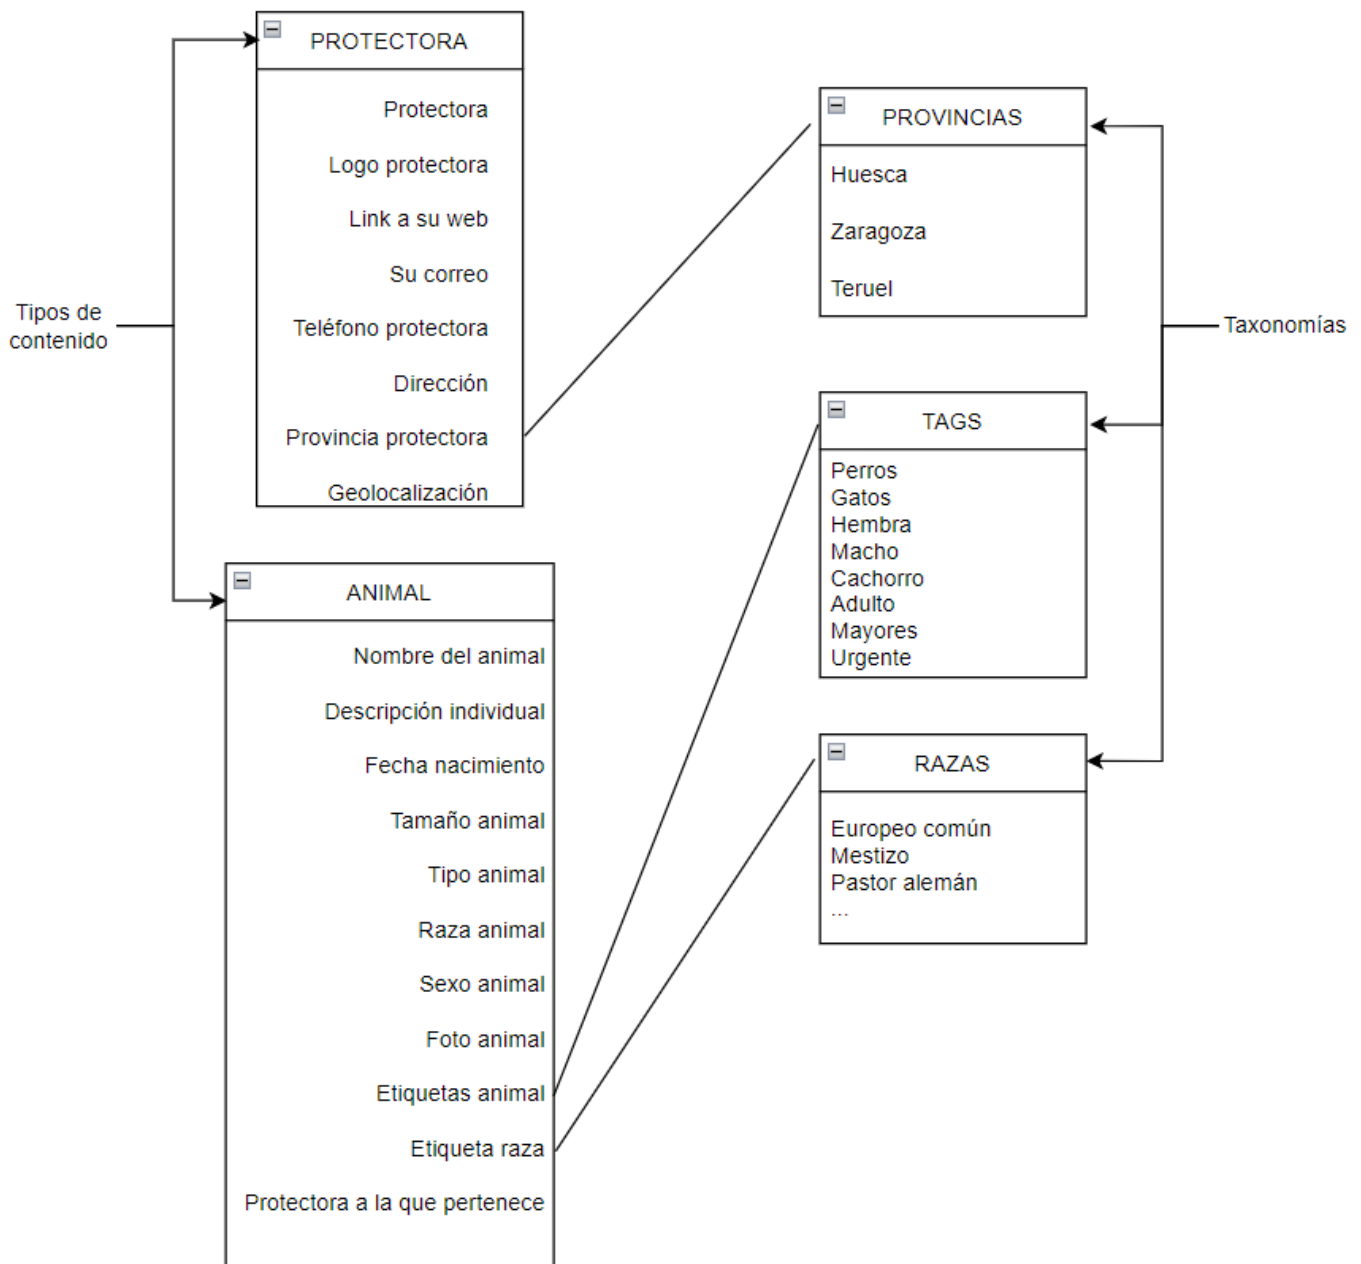 Tipos de
contenido
PROTECTORA
Protectora
Logo protectora
Link a su web
Su correo
Teléfono protectora
Dirección
Provincia protectora
Geolocalización
ANIMAL
Nombre del animal
Descripción individual
Fecha nacimiento
Tamaño animal
Tipo animal
Raza animal
Sexo animal
Foto animal
Etiquetas animal
Etiqueta raza
Protectora a la que pertenece
PROVINCIAS
Huesca
Zaragoza
Teruel
TAGS
Perros
Gatos
Hembra
Macho
Cachorro
Adulto
Mayores
Urgente
RAZAS
Europeo común
Mestizo
Pastor alemán
...
Taxonomías